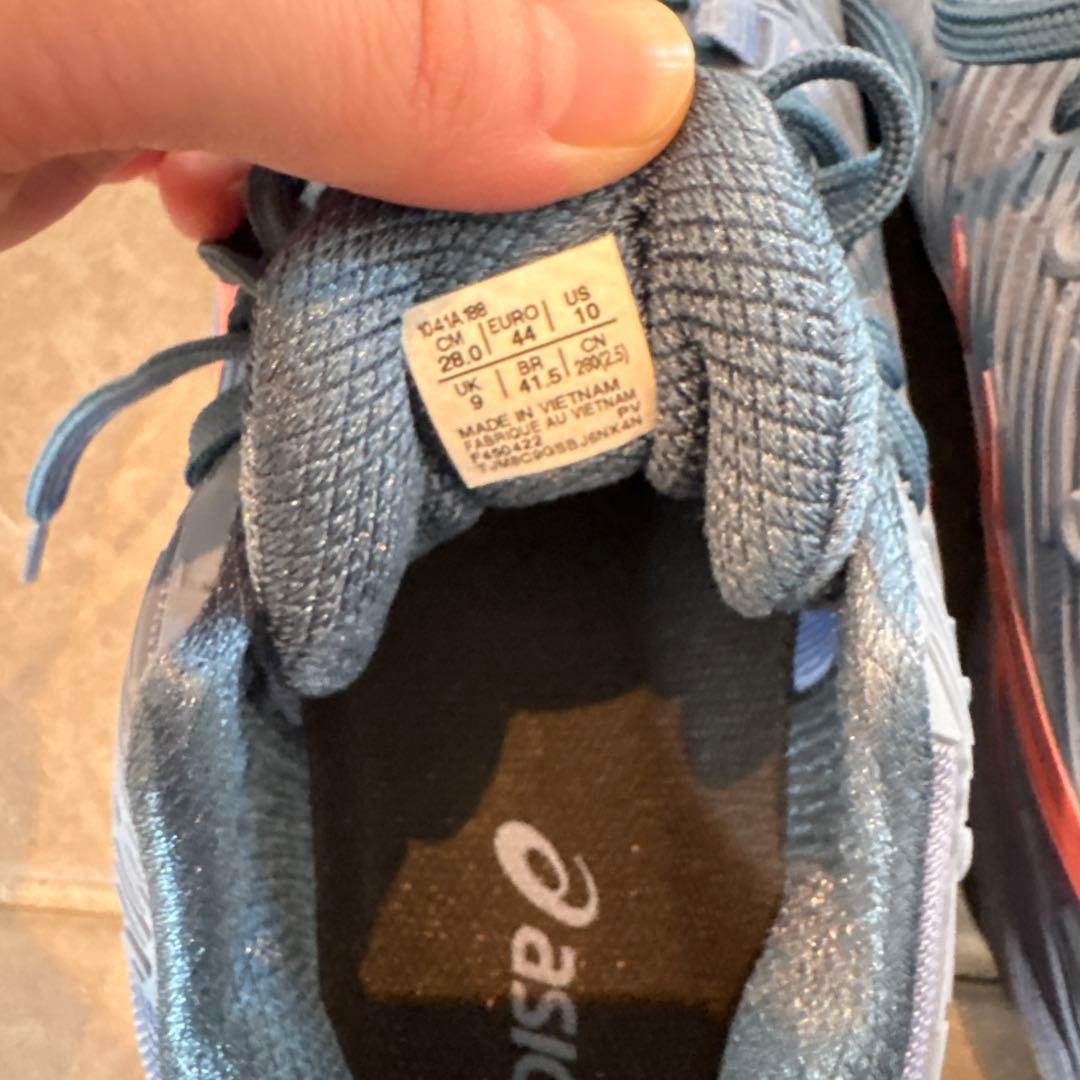 1041A188
CM EURO US
28.0 44 10
UK BR CN
9 41.5 280(2.5)
MADE IN VIETNAM
FABRIQUE AU VIETNAM
F450422 PV
asic